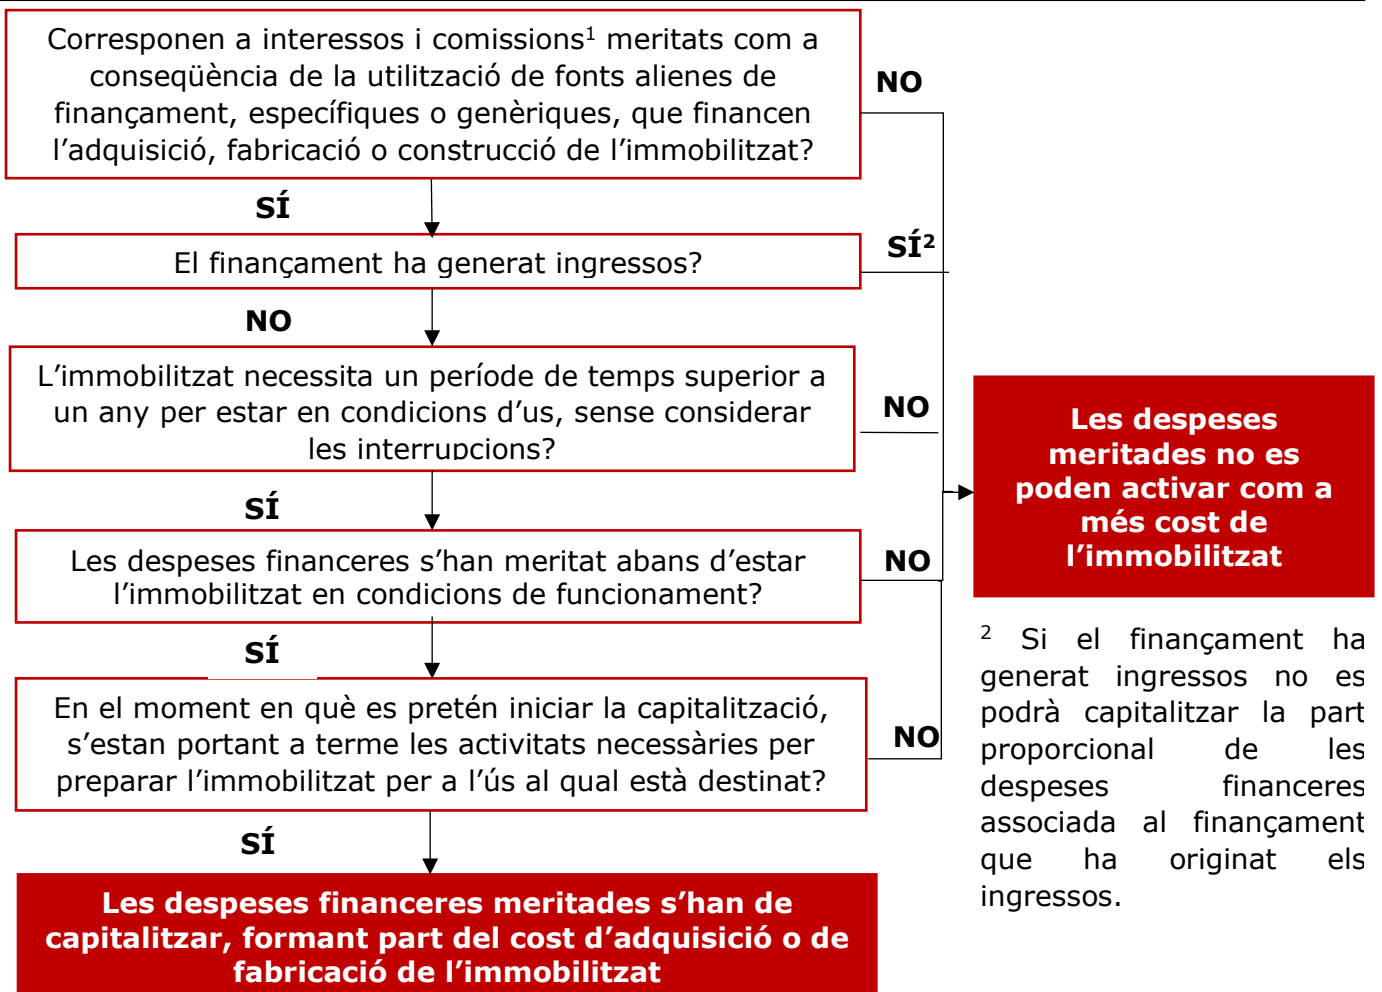 Corresponen a interessos i comissions¹ meritats com a
conseqüència de la utilització de fonts alienes de
finançament, específiques o genèriques, que financen
l’adquisició, fabricació o construcció de l’immobilitzat?
NO
SÍ
El finançament ha generat ingressos?
SÍ²
NO
L’immobilitzat necessita un període de temps superior a
un any per estar en condicions d’us, sense considerar
les interrupcions?
NO
SÍ
Les despeses financeres s’han meritat abans d’estar
l’immobilitzat en condicions de funcionament?
NO
SÍ
En el moment en què es pretén iniciar la capitalització,
s’estan portant a terme les activitats necessàries per
preparar l’immobilitzat per a l’ús al qual està destinat?
NO
SÍ
Les despeses financeres meritades s’han de
capitalitzar, formant part del cost d’adquisició o de
fabricació de l’immobilitzat
Les despeses
meritades no es
poden activar com a
més cost de
l’immobilitzat
² Si el finançament ha
generat ingressos no es
podrà capitalitzar la part
proporcional de les
despeses financeres
associada al finançament
que ha originat els
ingressos.